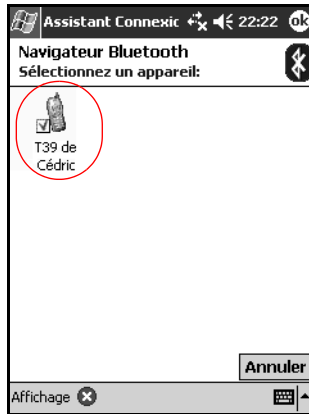 Assistant Connexic 22:22 ok
Navigateur Bluetooth
Sélectionnez un appareil:
T39 de
Cédric
Annuler
Affichage